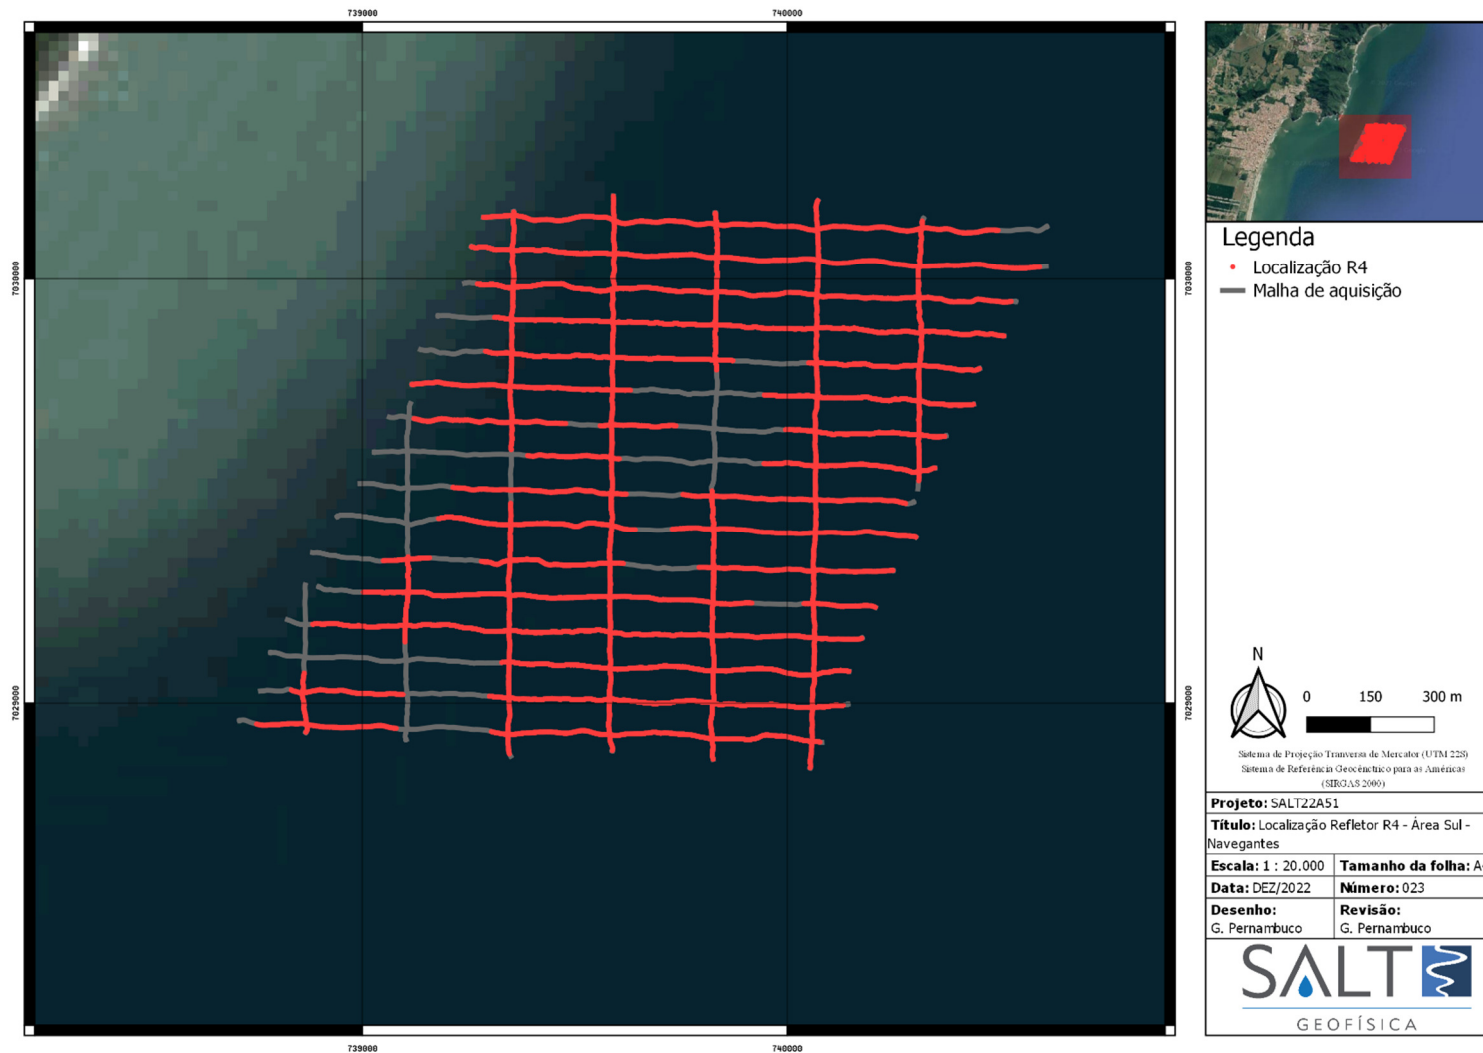 739000
740000
7030000
7030000
7029000
7029000
739000
740000
Legenda
Localização R4
Malha de aquisição
N
0 150 300 m
Sistema de Projeção Tranversa de Mercator (UTM 22S)
Sistema de Referência Geocênctrico para as Américas
(SIRGAS 2000)
Projeto: SALT22A51
Título: Localização Refletor R4 - Área Sul -
Navegantes
Escala: 1 : 20.000 Tamanho da folha: A
Data: DEZ/2022 Número: 023
Desenho: Revisão:
G. Pernambuco G. Pernambuco
SALT
GEOFÍSICA